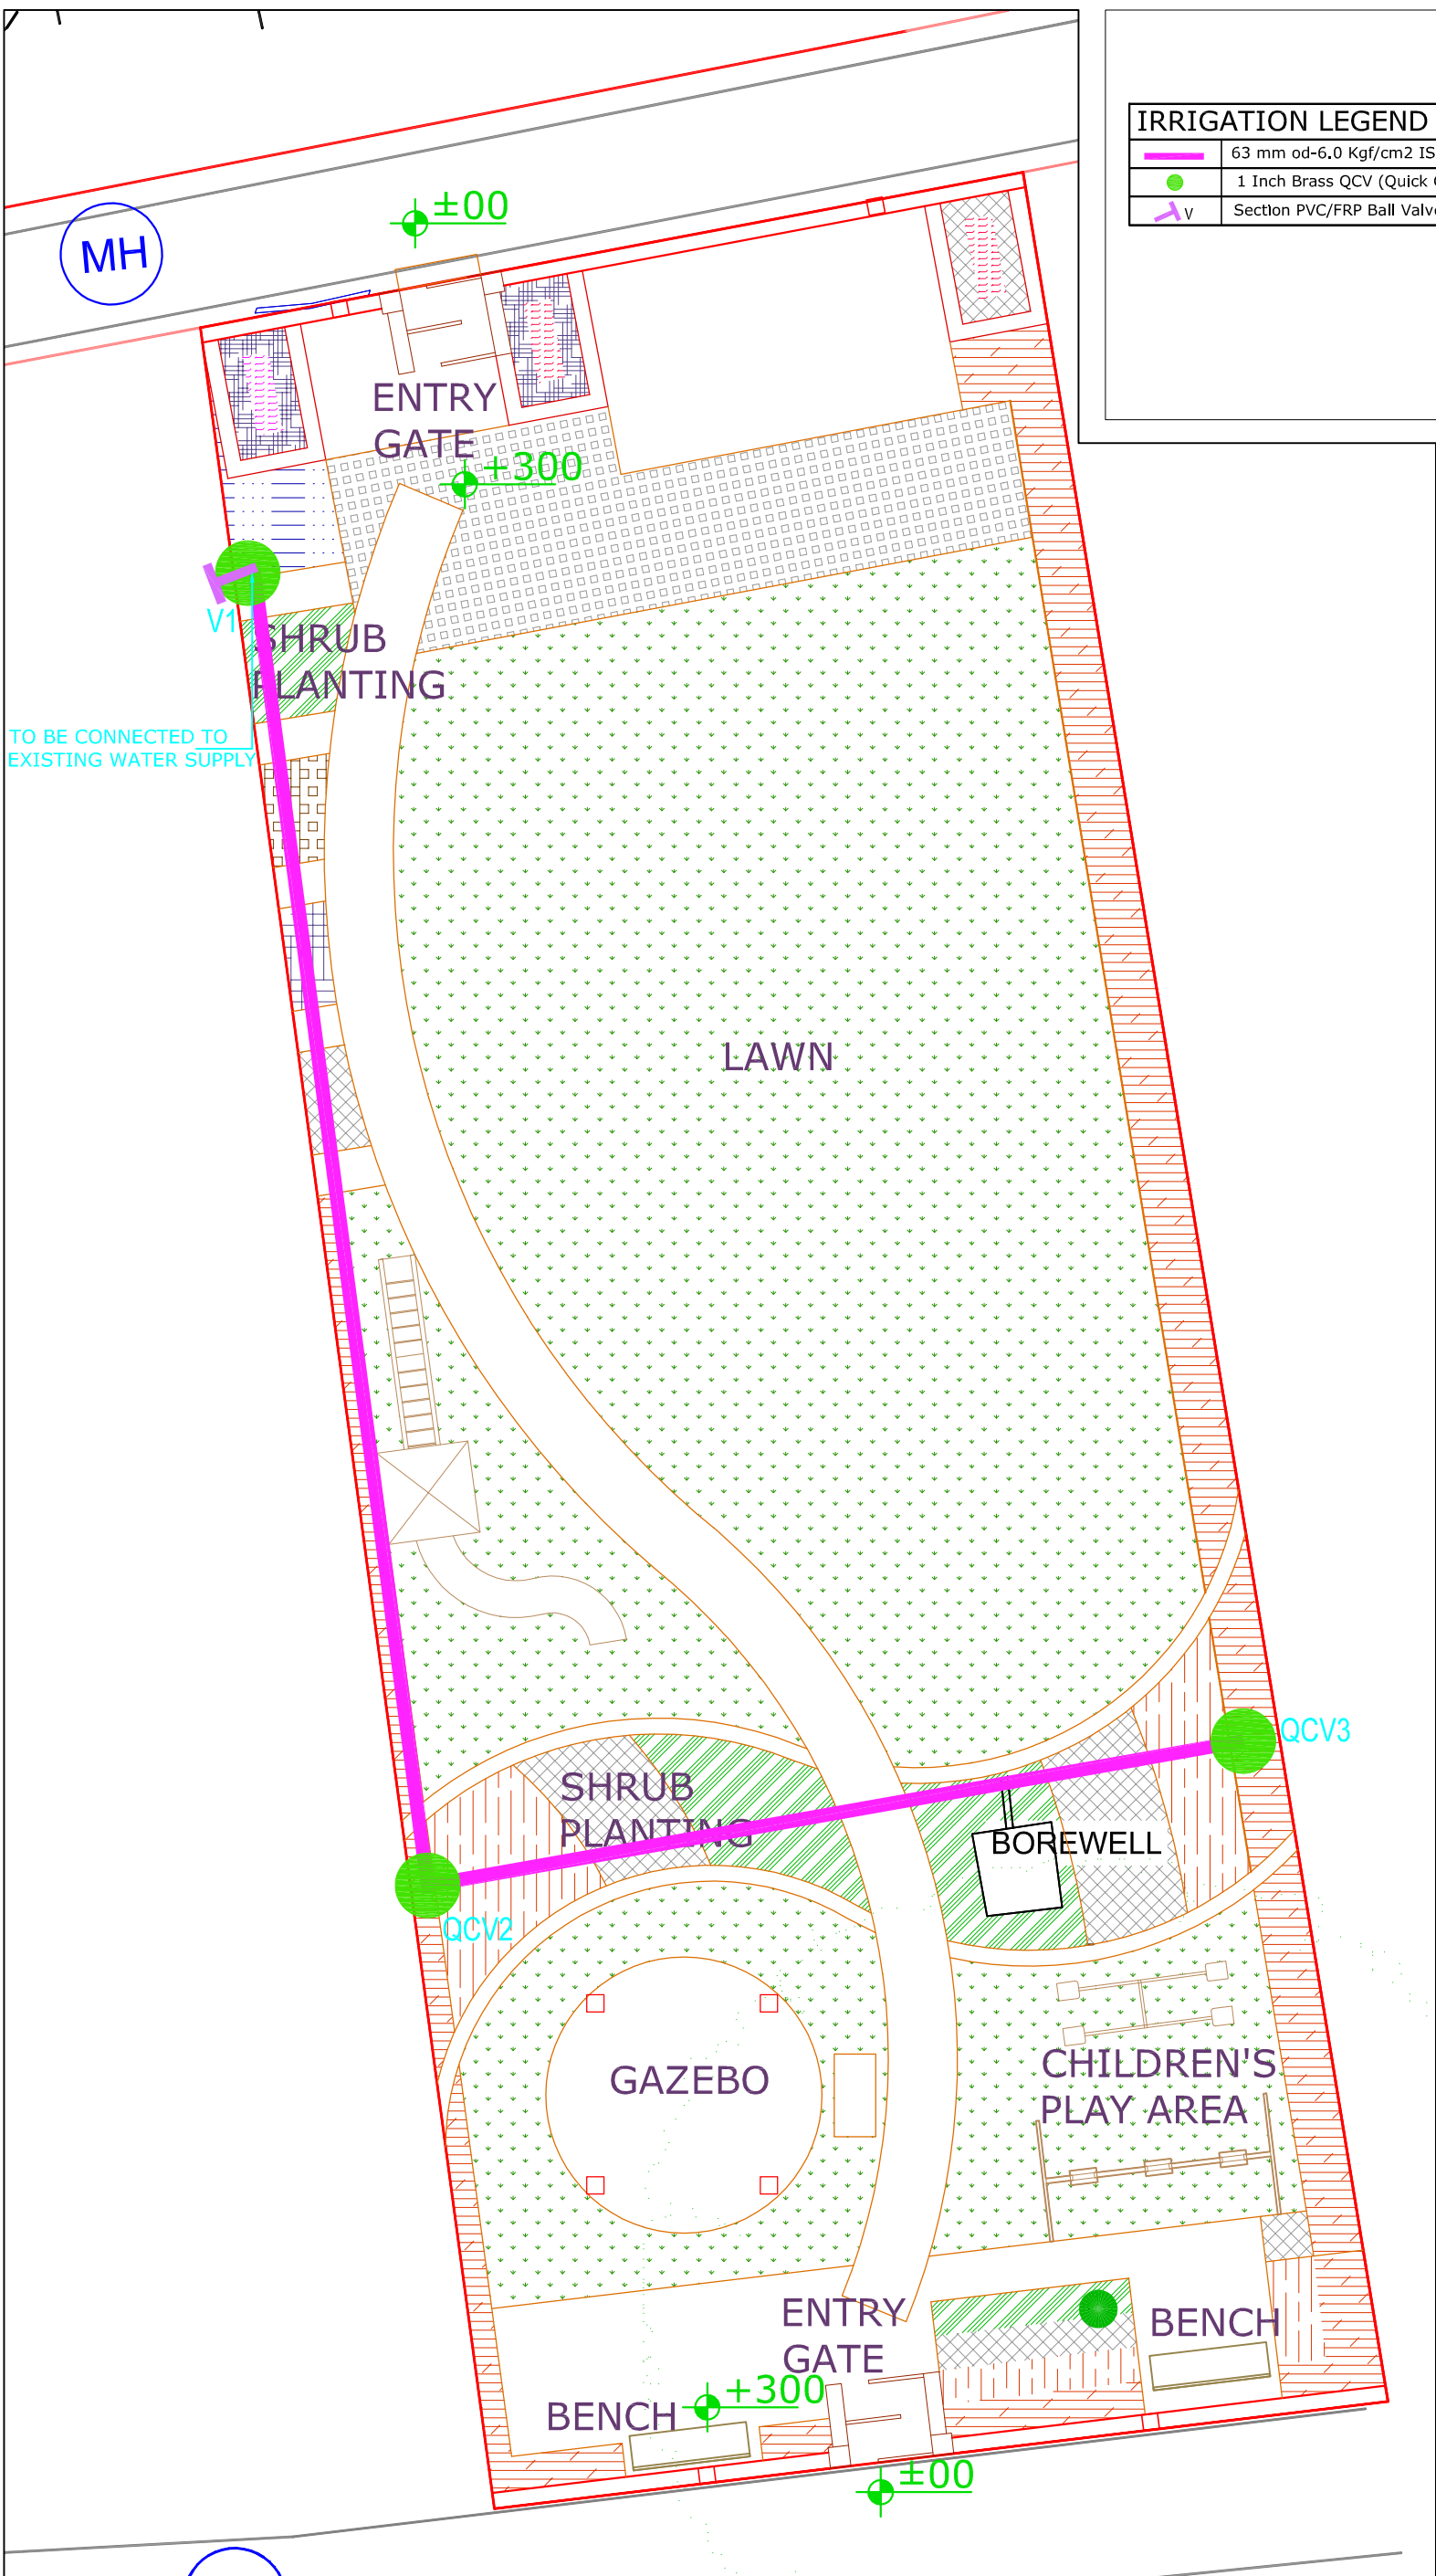 IRRIGATION LEGEND
63 mm od-6.0 Kgf/cm2 IS
1 Inch Brass QCV (Quick
V
Section PVC/FRP Ball
±00
MH
ENTRY
GATE
+300
V1
SHRUB
PLANTING
TO BE CONNECTED TO
EXISTING WATER SUPPLY
LAWN
QCV3
SHRUB
PLANTING
BOREWELL
QCV2
GAZEBO
CHILDREN'S
PLAY AREA
ENTRY
GATE
BENCH
+300
BENCH
±00